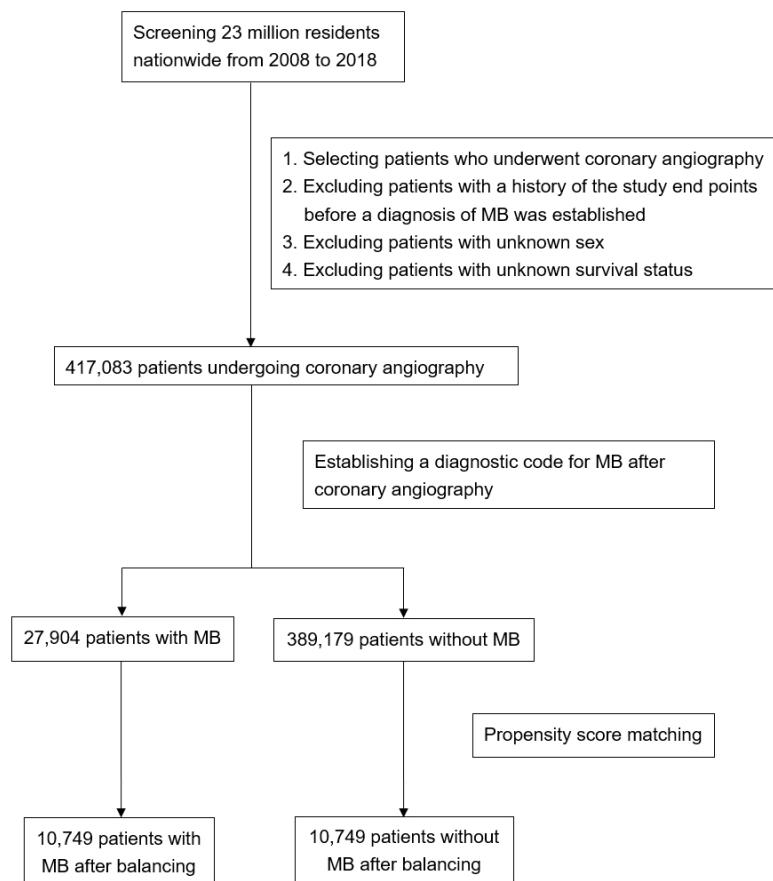 Screening 23 million residents
nationwide from 2008 to 2018
1. Selecting patients who underwent coronary angiography
2. Excluding patients with a history of the study end points
before a diagnosis of MB was established
3. Excluding patients with unknown sex
4. Excluding patients with unknown survival status
417,083 patients undergoing coronary angiography
Establishing a diagnostic code for MB after
coronary angiography
27,904 patients with MB
389,179 patients without MB
Propensity score matching
10,749 patients with
MB after balancing
10,749 patients without
MB after balancing